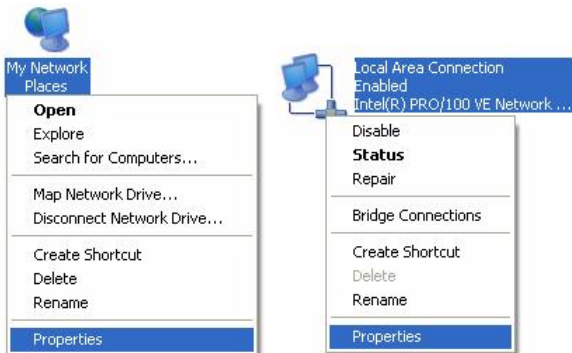 My Network
Places
Open
Explore
Search for Computers...
Map Network Drive...
Disconnect Network Drive...
Create Shortcut
Delete
Rename
Properties
Local Area Connection
Enabled
Intel(R) PRO/100 VE Network ...
Disable
Status
Repair
Bridge Connections
Create Shortcut
Delete
Rename
Properties